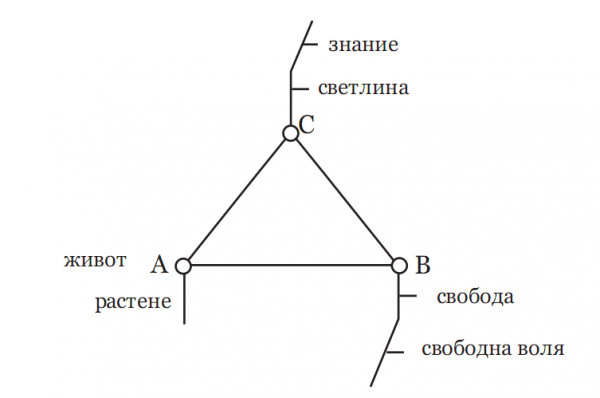 знание
светлина
C
живот A B
растене
свобода
свободна воля